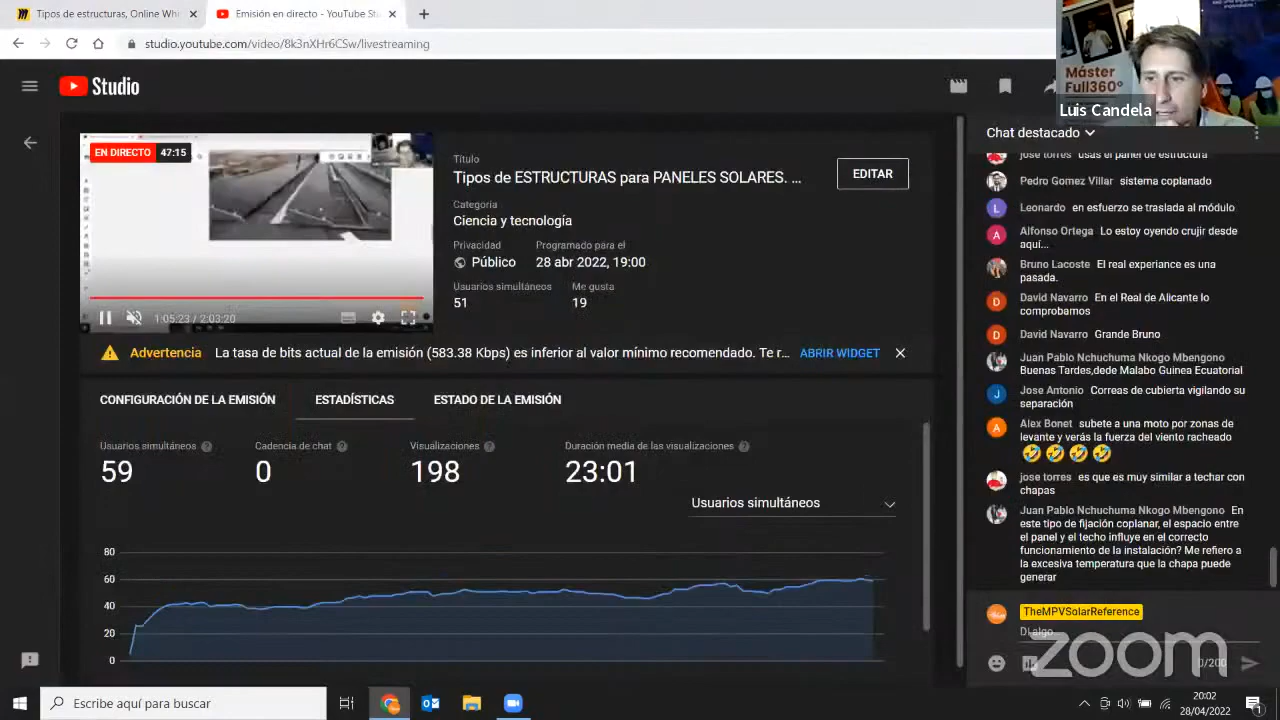 Tipos de estructuras, Online Wh
Emisión en directo - YouTube St
studio.youtube.com/video/8k3nXHr6CSw/livestreaming
Studio
EN DIRECTO 47:15
1:05:23 / 2:03:20
Título
Tipos de ESTRUCTURAS para PANELES SOLARES. ...
EDITAR
Categoría
Ciencia y tecnología
Privacidad
Programado para el
Público
28 abr 2022, 19:00
Usuarios simultáneos
Me gusta
51
19
Advertencia La tasa de bits actual de la emisión (583.38 Kbps) es inferior al valor mínimo recomendado. Te r... ABRIR WIDGET
CONFIGURACIÓN DE LA EMISIÓN
ESTADÍSTICAS
ESTADO DE LA EMISIÓN
Usuarios simultáneos
Cadencia de chat
Visualizaciones
Duración media de las visualizaciones
59
0
198
23:01
Usuarios simultáneos
80
60
40
20
0
Máster
Full360º
Luis Candela
Chat destacado
jose torres usas el panel de estructura
Pedro Gomez Villar sistema coplanado
Leonardo en esfuerzo se traslada al módulo
Alfonso Ortega Lo estoy oyendo crujir desde
aquí...
Bruno Lacoste El real experiance es una
pasada.
David Navarro En el Real de Alicante lo
comprobamos
David Navarro Grande Bruno
Juan Pablo Nchuchuma Nkogo Mbengono
Buenas Tardes,dede Malabo Guinea Ecuatorial
Jose Antonio Correas de cubierta vigilando su
separación
Alex Bonet subete a una moto por zonas de
levante y verás la fuerza del viento racheado
jose torres es que es muy similar a techar con
chapas
Juan Pablo Nchuchuma Nkogo Mbengono En
este tipo de fijación coplanar, el espacio entre
el panel y el techo influye en el correcto
funcionamiento de la instalación? Me refiero a
la excesiva temperatura que la chapa puede
generar
TheMPVSolarReference
Di algo
0/200
zoom
Escribe aquí para buscar
20:02
28/04/2022